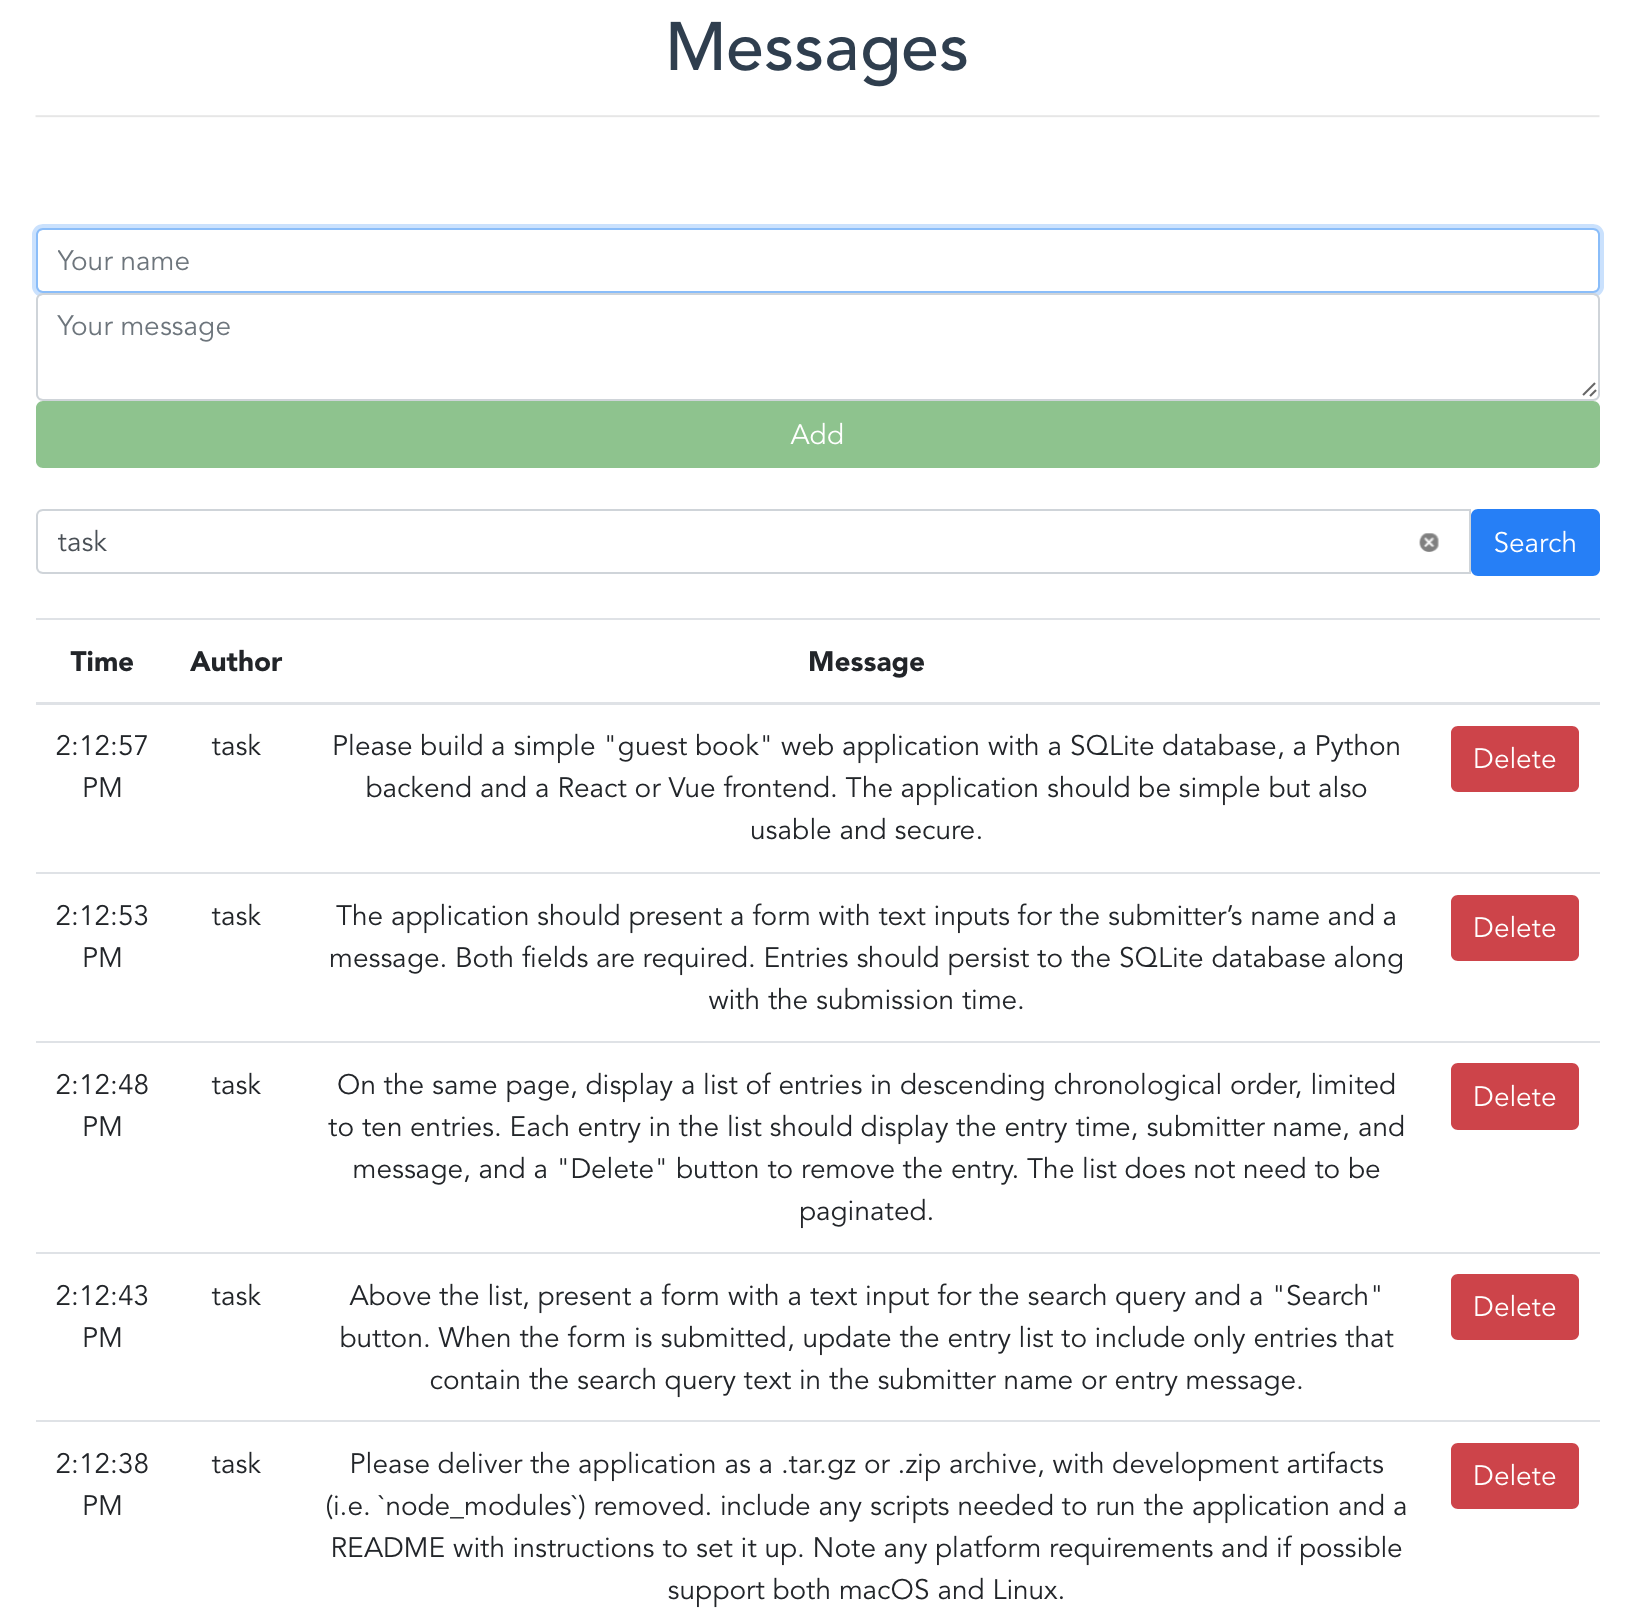 Messages
Your name
Your message
Add
task
Search
Time Author Message
2:12:57 PM
task
Please build a simple "guest book" web application with a SQLite database, a Python
backend and a React or Vue frontend. The application should be simple but also
usable and secure.
Delete
2:12:53 PM
task
The application should present a form with text inputs for the submitter’s name and a
message. Both fields are required. Entries should persist to the SQLite database along
with the submission time.
Delete
2:12:48 PM
task
On the same page, display a list of entries in descending chronological order, limited
to ten entries. Each entry in the list should display the entry time, submitter name, and
message, and a "Delete" button to remove the entry. The list does not need to be
paginated.
Delete
2:12:43 PM
task
Above the list, present a form with a text input for the search query and a "Search"
button. When the form is submitted, update the entry list to include only entries that
contain the search query text in the submitter name or entry message.
Delete
2:12:38 PM
task
Please deliver the application as a .tar.gz or .zip archive, with development artifacts
(i.e. `node_modules`) removed. include any scripts needed to run the application and a
README with instructions to set it up. Note any platform requirements and if possible
support both macOS and Linux.
Delete